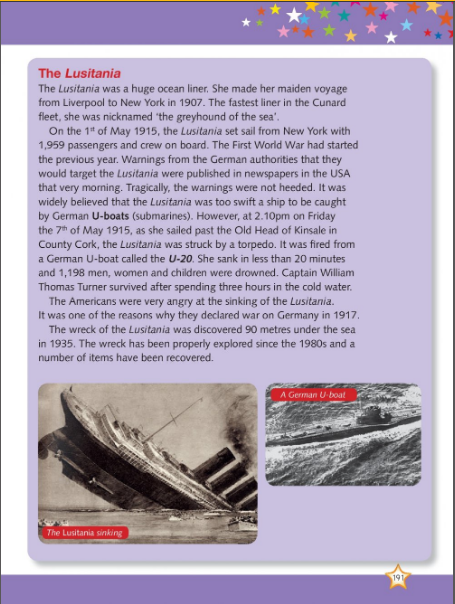 The Lusitania
The Lusitania was a huge ocean liner. She made her maiden voyage
from Liverpool to New York in 1907. The fastest liner in the Cunard
fleet, she was nicknamed ‘the greyhound of the sea’.
On the 1st of May 1915, the Lusitania set sail from New York with
1,959 passengers and crew on board. The First World War had started
the previous year. Warnings from the German authorities that they
would target the Lusitania were published in newspapers in the USA
that very morning. Tragically, the warnings were not heeded. It was
widely believed that the Lusitania was too swift a ship to be caught
by German U-boats (submarines). However, at 2.10pm on Friday
the 7th of May 1915, as she sailed past the Old Head of Kinsale in
County Cork, the Lusitania was struck by a torpedo. It was fired from
a German U-boat called the U-20. She sank in less than 20 minutes
and 1,198 men, women and children were drowned. Captain William
Thomas Turner survived after spending three hours in the cold water.
The Americans were very angry at the sinking of the Lusitania.
It was one of the reasons why they declared war on Germany in 1917.
The wreck of the Lusitania was discovered 90 metres under the sea
in 1935. The wreck has been properly explored since the 1980s and a
number of items have been recovered.
A German U-boat
The Lusitania sinking
191